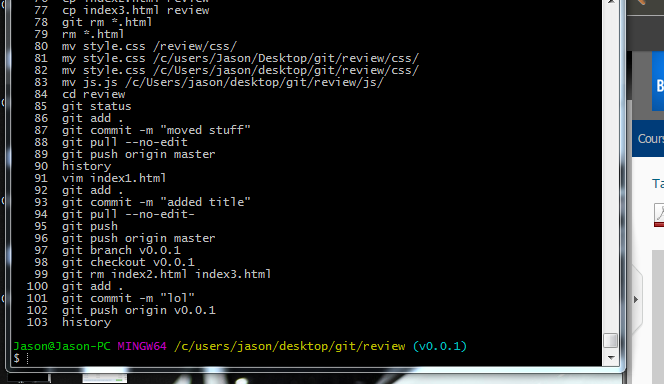 76 cp index2.html review
77 cp index3.html review
78 git rm *.html
79 rm *.html
80 mv style.css /review/css/
81 my style.css /c/users/Jason/Desktop/git/review/css/
82 mv style.css /c/users/Jason/desktop/git/review/css/
83 mv js.js /c/Users/jason/desktop/git/review/js/
84 cd review
85 git status
86 git add .
87 git commit -m "moved stuff"
88 git pull --no-edit
89 git push origin master
90 history
91 vim index1.html
92 git add .
93 git commit -m "added title"
94 git pull --no-edit-
95 git push
96 git push origin master
97 git branch v0.0.1
98 git checkout v0.0.1
99 git rm index2.html index3.html
100 git add .
101 git commit -m "lol"
102 git push origin v0.0.1
103 history
Jason@Jason-PC MINGW64 /c/users/jason/desktop/git/review (v0.0.1)
$
B
Cours
Ta